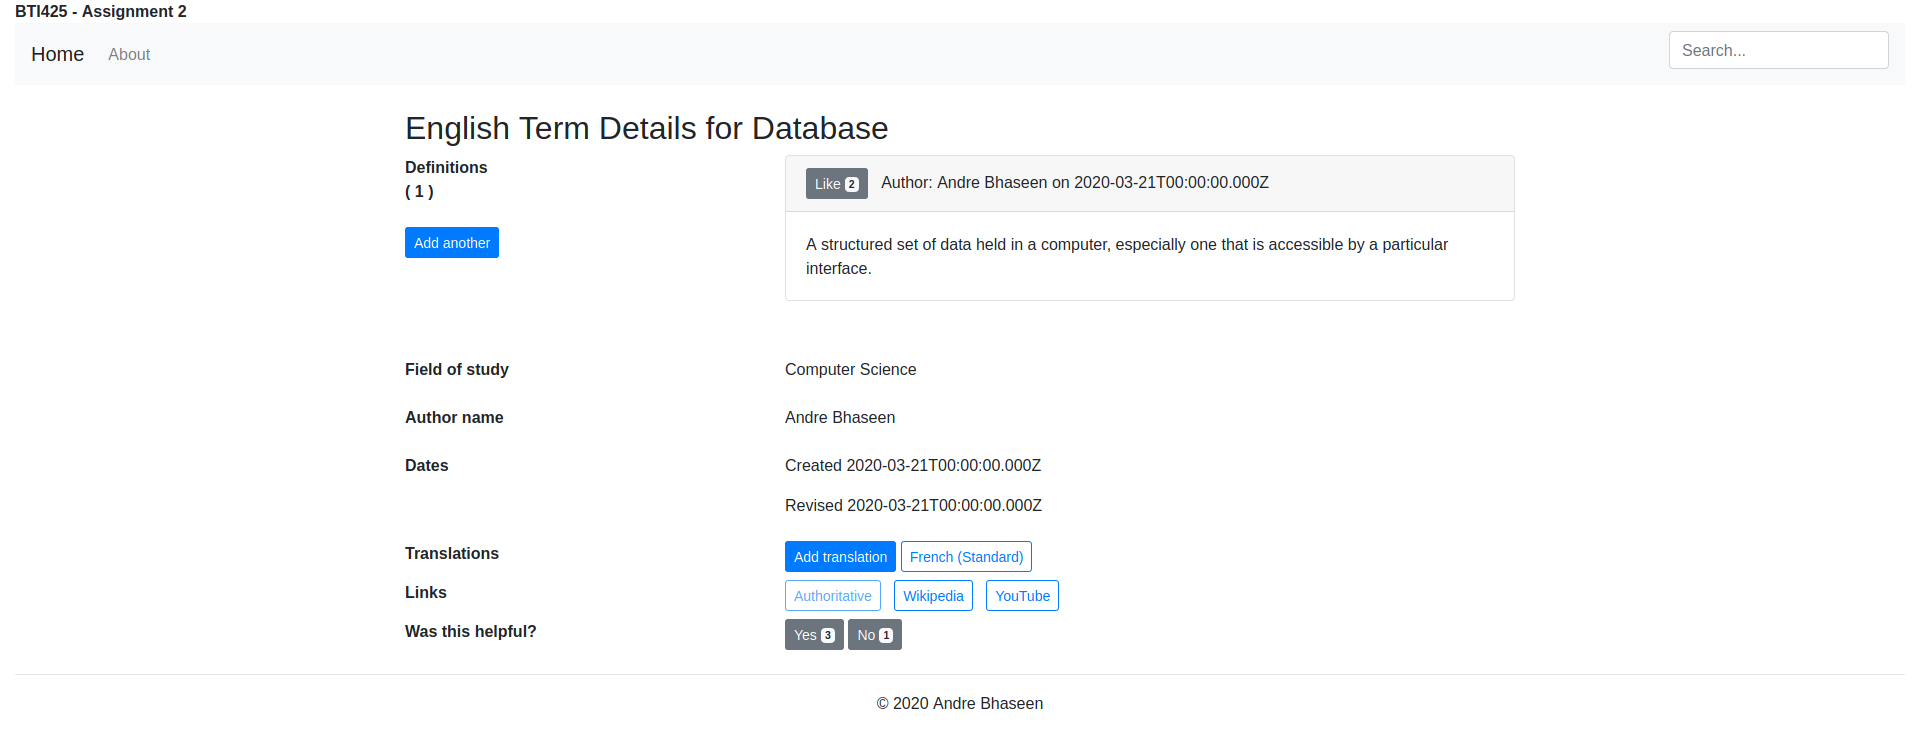 BTI425 - Assignment 2
Home About Search...
English Term Details for Database
Definitions
( 1 )
Add another
Like 2 Author: Andre Bhaseen on 2020-03-21T00:00:00.000Z
A structured set of data held in a computer, especially one that is accessible by a particular
interface.
Field of study Computer Science
Author name Andre Bhaseen
Dates Created 2020-03-21T00:00:00.000Z
Revised 2020-03-21T00:00:00.000Z
Translations Add translation French (Standard)
Links Authoritative Wikipedia YouTube
Was this helpful? Yes 3 No 1
© 2020 Andre Bhaseen